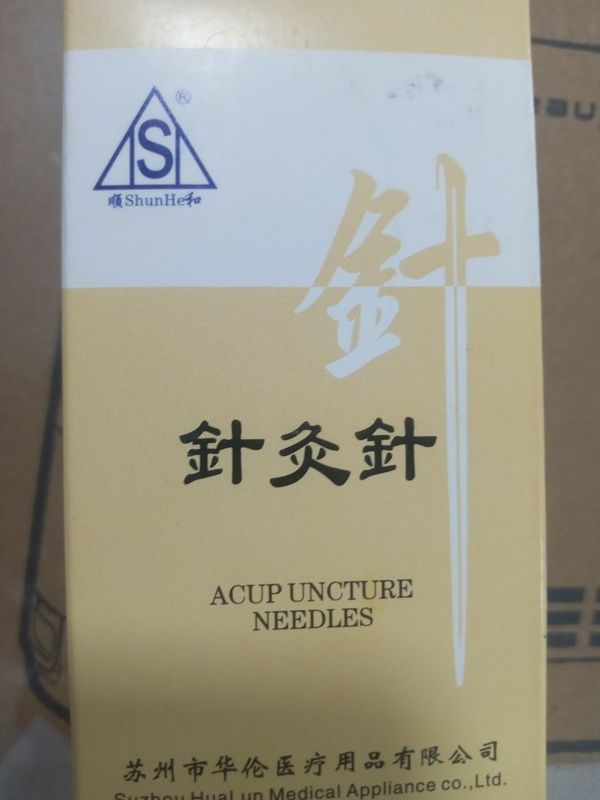 S
®
順ShunHe和
針
針灸針
ACUP UNCTURE
NEEDLES
苏州市华伦医疗用品有限公司
Suzhou HuaLun Medical Appliance co.,Ltd.